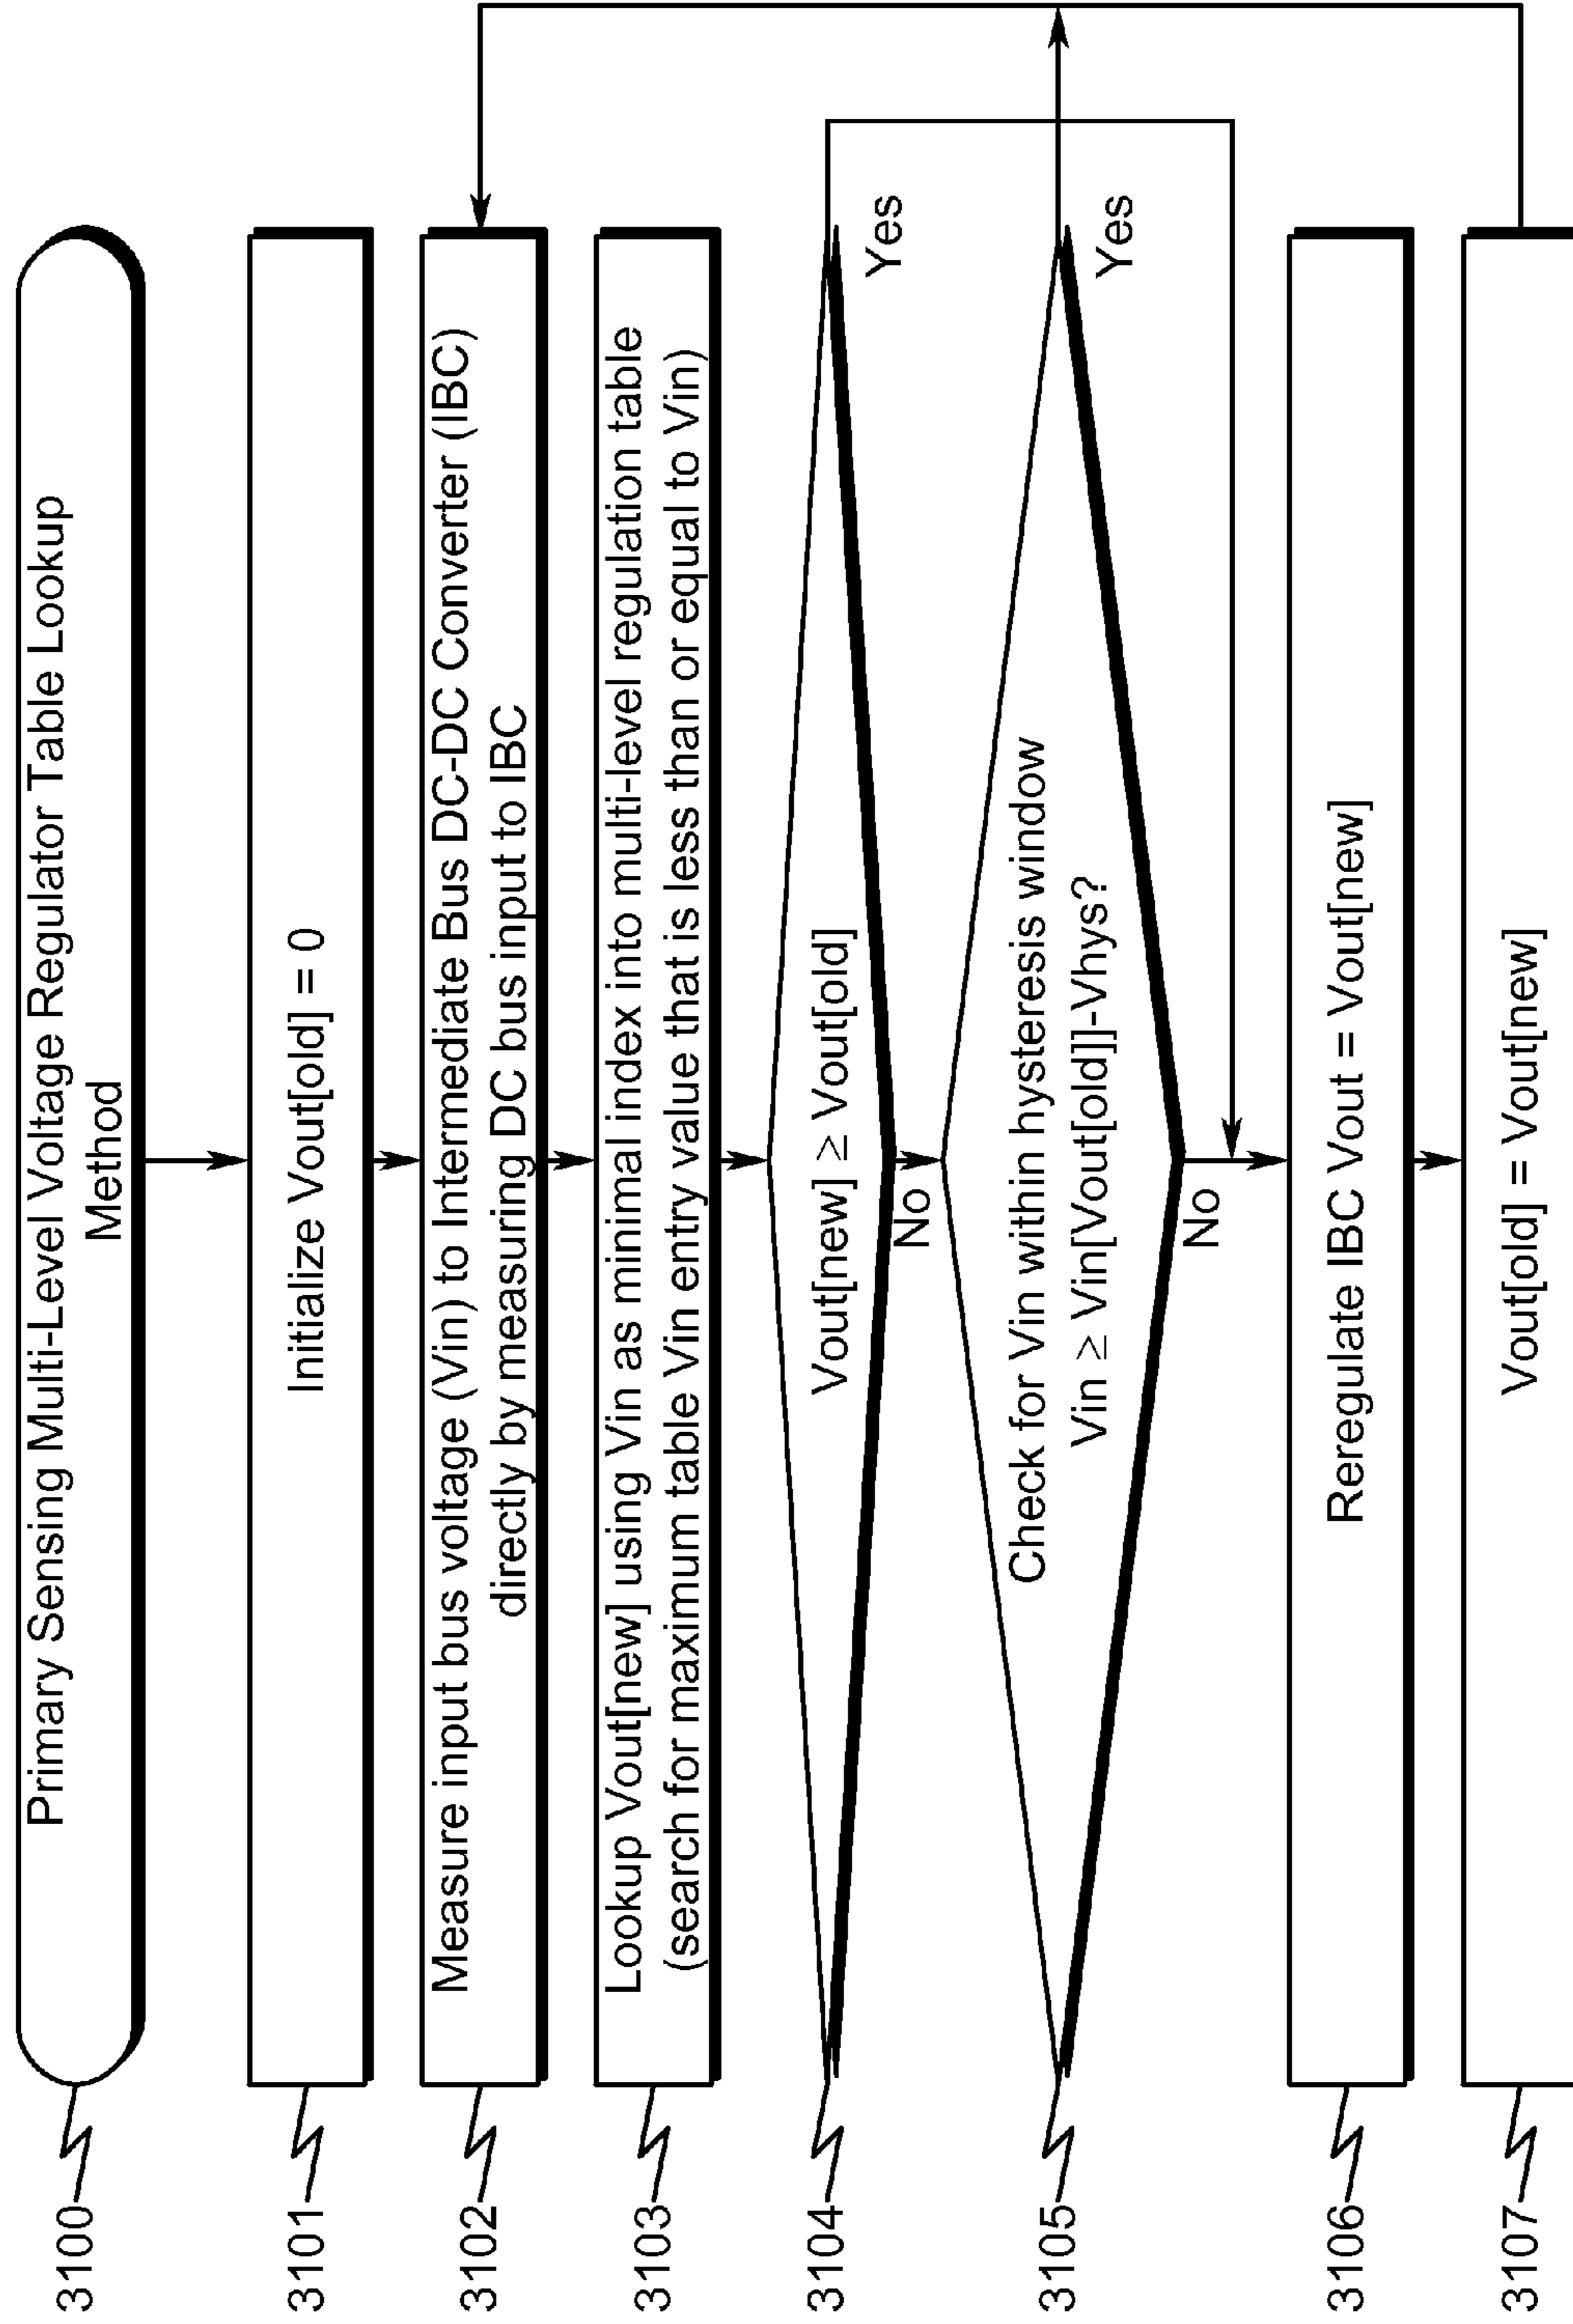 3100
Primary Sensing Multi-Level Voltage Regulator Table Lookup
Method
3101
Initialize Vout[old] = 0
3102
Measure input bus voltage (Vin) to Intermediate Bus DC-DC Converter (IBC)
directly by measuring DC bus input to IBC
3103
Lookup Vout[new] using Vin as minimal index into multi-level regulation table
(search for maximum table Vin entry value that is less than or equal to Vin)
3104
Vout[new] ≥ Vout[old]
Yes
No
3105
Check for Vin within hysteresis window
Vin ≥ Vin[Vout[old]]-Vhys?
Yes
No
3106
Reregulate IBC Vout = Vout[new]
3107
Vout[old] = Vout[new]